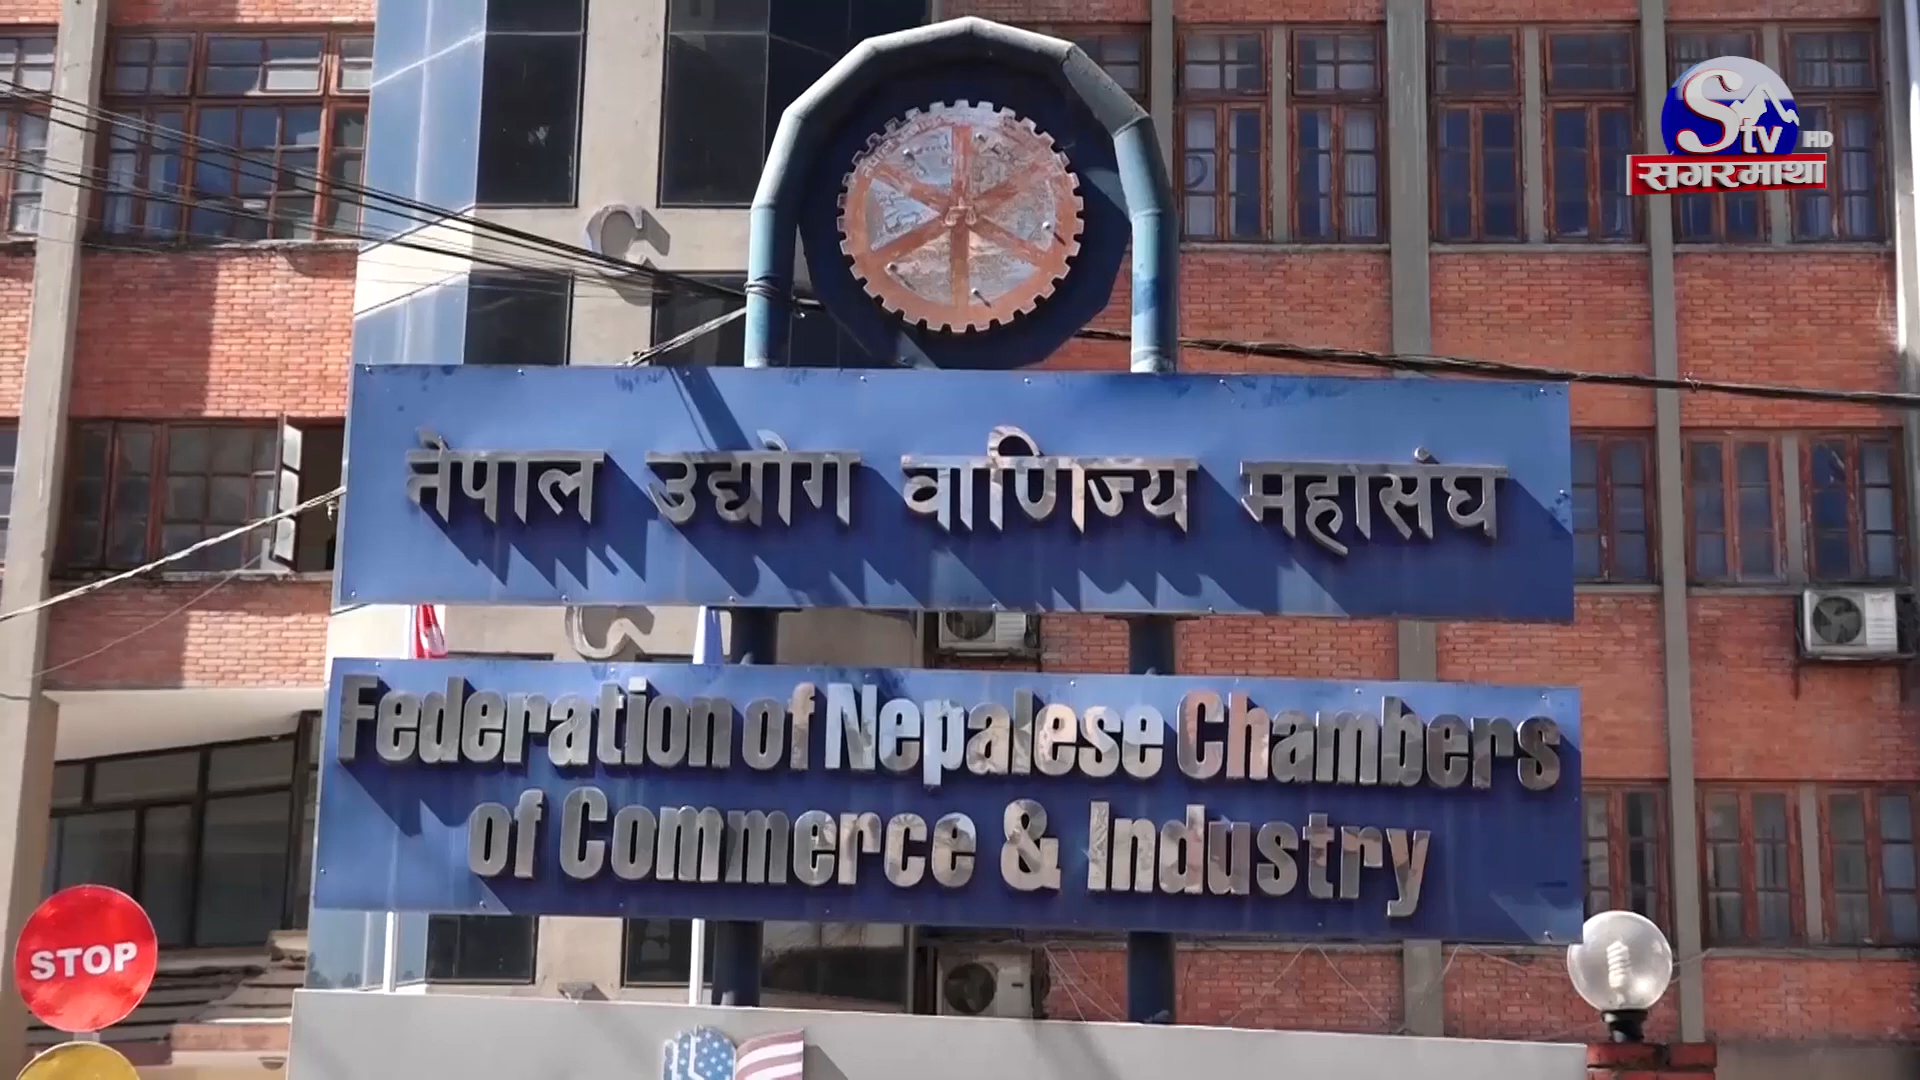 STV HD
सगरमाथा
नेपाल उद्योग वाणिज्य महासंघ
Federation of Nepalese Chambers
of Commerce & Industry
STOP